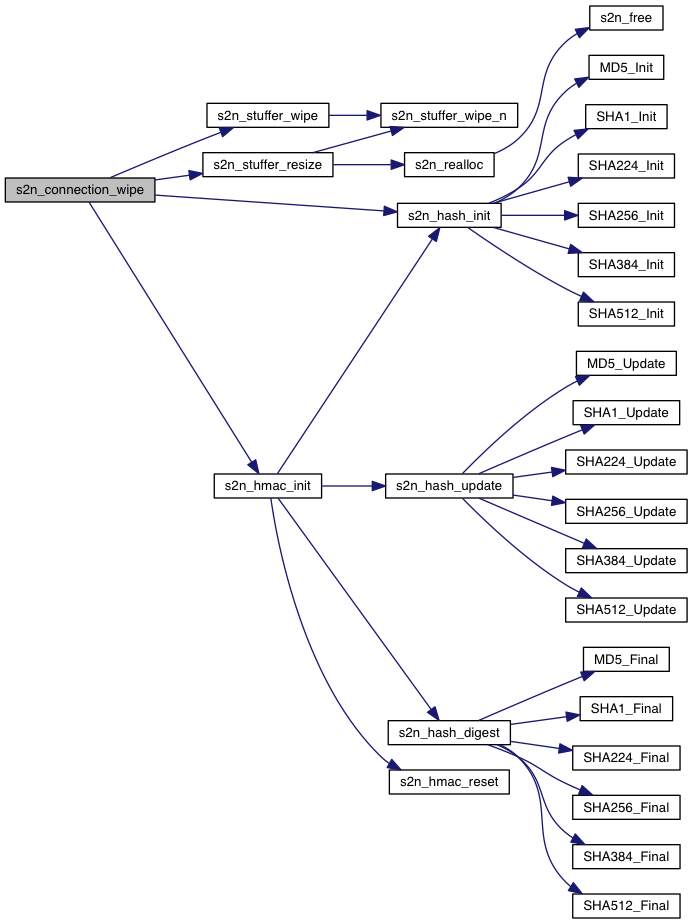 s2n_free
MD5_Init
s2n_stuffer_wipe
s2n_stuffer_wipe_n
SHA1_Init
s2n_stuffer_resize
s2n_realloc
SHA224_Init
s2n_connection_wipe
s2n_hash_init
SHA256_Init
SHA384_Init
SHA512_Init
MD5_Update
SHA1_Update
SHA224_Update
s2n_hmac_init
s2n_hash_update
SHA256_Update
SHA384_Update
SHA512_Update
MD5_Final
SHA1_Final
s2n_hash_digest
SHA224_Final
s2n_hmac_reset
SHA256_Final
SHA384_Final
SHA512_Final